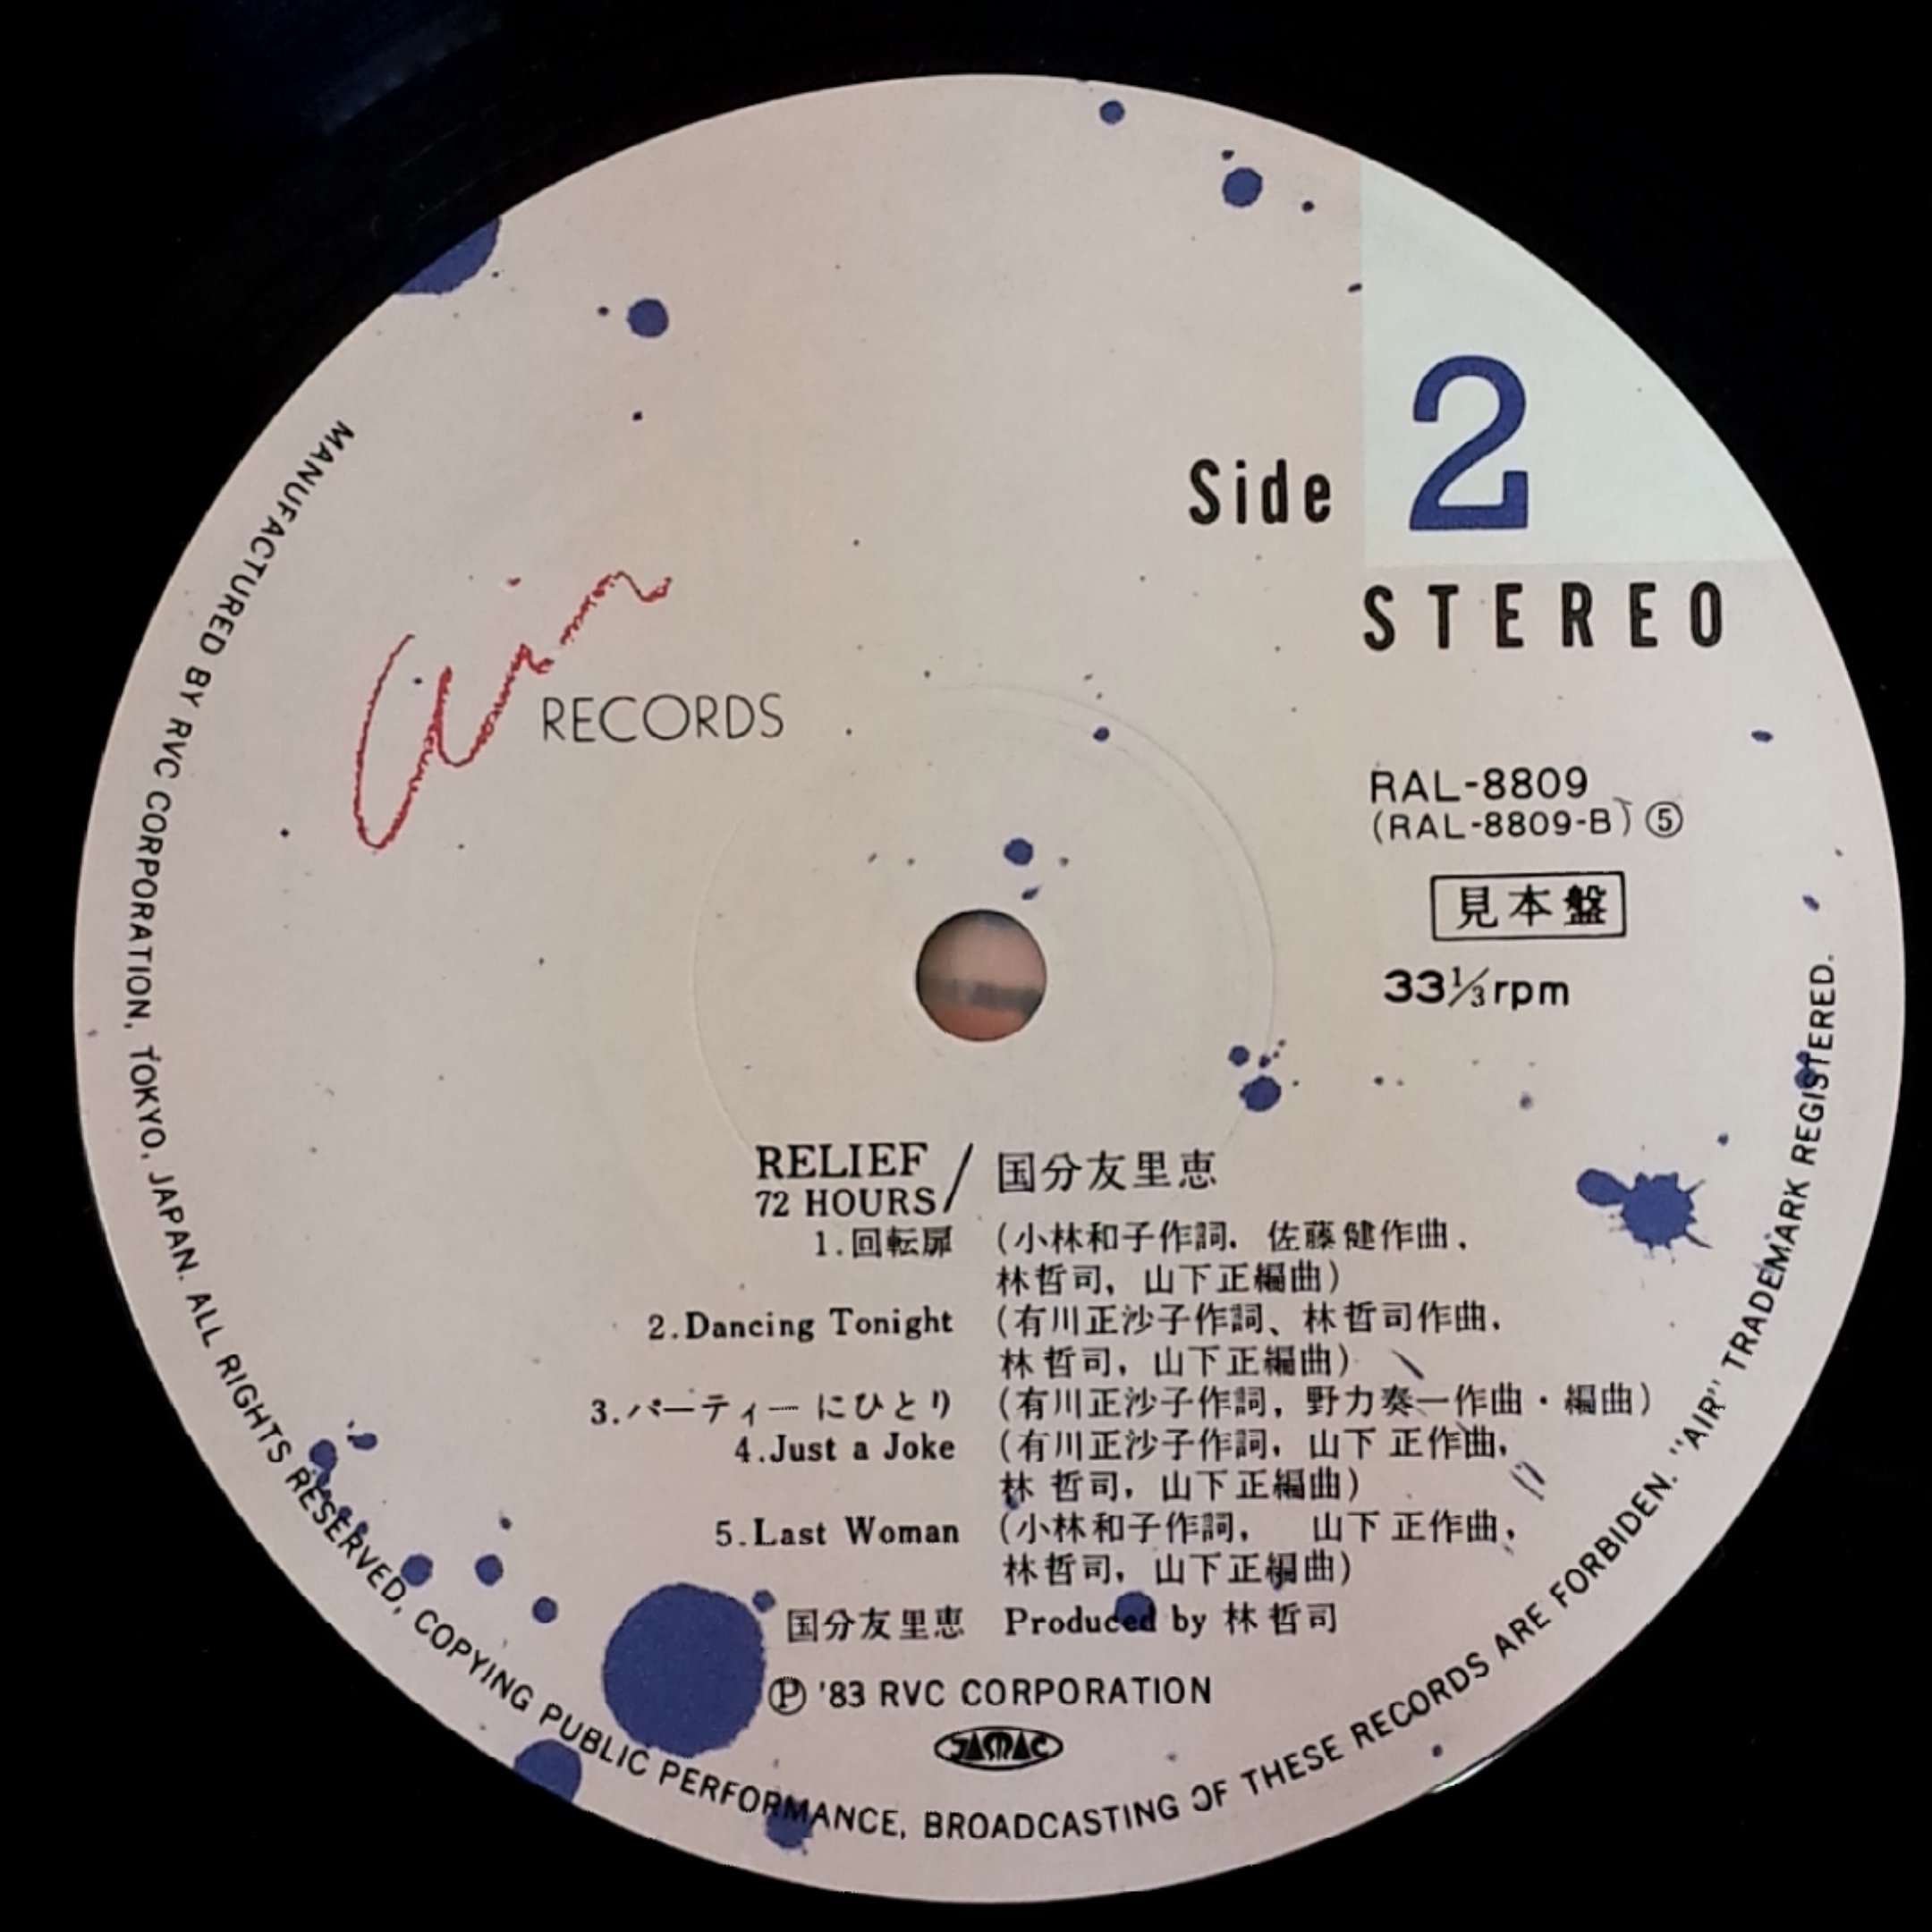 Side 2
STEREO
air
RECORDS
RAL-8809
(RAL-8809-B) ⑤
見本盤
33⅓rpm
RELIEF / 国分友里恵
72 HOURS
1.回転扉 (小林和子作詞. 佐藤健作曲.
林哲司, 山下正編曲)
2.Dancing Tonight (有川正沙子作詞、林哲司作曲,
林哲司, 山下正編曲)
3.パーティーにひとり (有川正沙子作詞, 野力奏一作曲・編曲)
4.Just a Joke (有川正沙子作詞, 山下正作曲,
林哲司, 山下正編曲)
5.Last Woman (小林和子作詞, 山下正作曲,
林哲司, 山下正編曲)
国分友里恵 Produced by 林哲司
Ⓟ '83 RVC CORPORATION
JAMAC
MANUFACTURED BY RVC CORPORATION, TOKYO, JAPAN. ALL RIGHTS RESERVED, COPYING PUBLIC PERFORMANCE, BROADCASTING OF THESE RECORDS ARE FORBIDEN. "AIR" TRADEMARK REGISTERED.